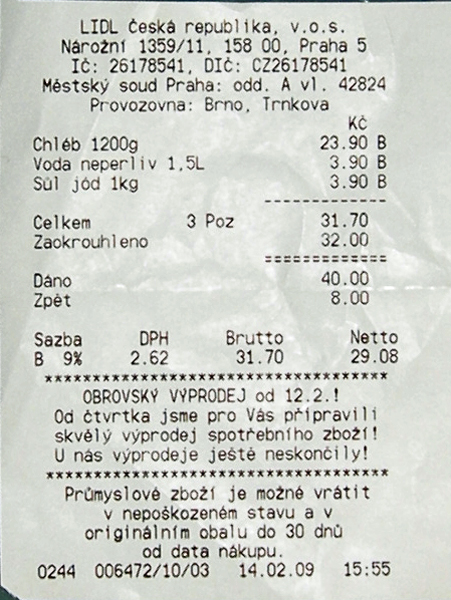 LIDL Česká republika, v.o.s.
Nárožní 1359/11, 158 00, Praha 5
IČ: 26178541, DIČ: CZ26178541
Městský soud Praha: odd. A vl. 42824
Provozovna: Brno, Trnkova
Kč
Chléb 1200g 23.90 B
Voda neperliv 1,5L 3.90 B
Sůl jód 1kg 3.90 B
--------------
Celkem 3 Poz 31.70
Zaokrouhleno 32.00
==============
Dáno 40.00
Zpět 8.00
Sazba DPH Brutto Netto
B 9% 2.62 31.70 29.08
***************************************
OBROVSKÝ VÝPRODEJ od 12.2.!
Od čtvrtka jsme pro Vás připravili
skvělý výprodej spotřebního zboží!
U nás výprodeje ještě neskončily!
***************************************
Průmyslové zboží je možné vrátit
v nepoškozeném stavu a v
originálním obalu do 30 dnů
od data nákupu.
0244 006472/10/03 14.02.09 15:55